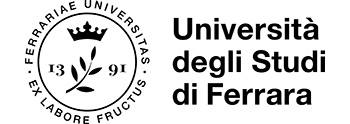 FERRARIAE UNIVERSITAS
13 91
EX LABORE FRUCTUS
Università
degli Studi
di Ferrara